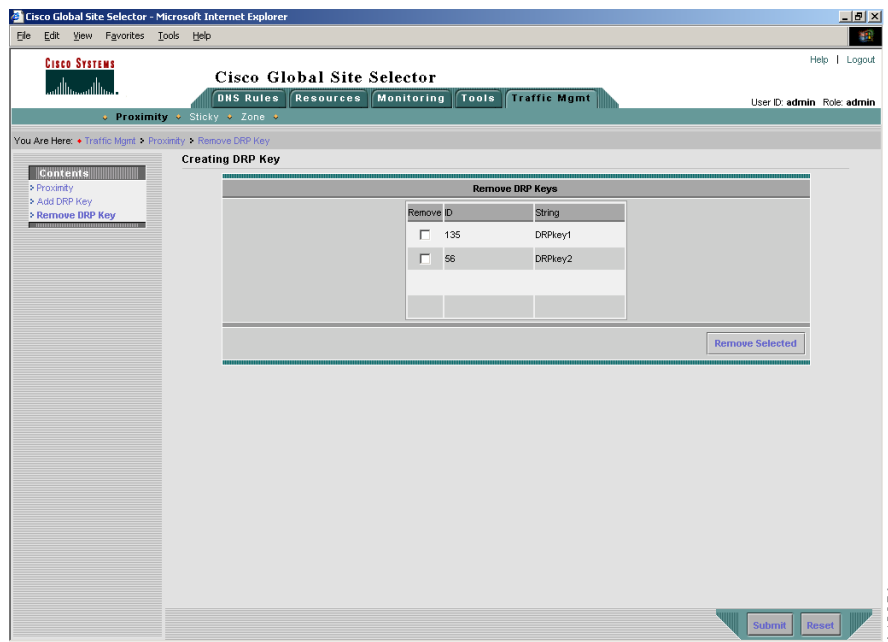 Cisco Global Site Selector - Microsoft Internet Explorer
File Edit View Favorites Tools Help
Cisco Systems
Help | Logout
Cisco Global Site Selector
DNS Rules Resources Monitoring Tools Traffic Mgmt
User ID: admin Role: admin
Proximity Sticky Zone
You Are Here: Traffic Mgmt > Proximity > Remove DRP Key
Creating DRP Key
Contents
> Proximity
> Add DRP Key
> Remove DRP Key
Remove DRP Keys
Remove ID String
135 DRPkey1
56 DRPkey2
Remove Selected
Submit Reset